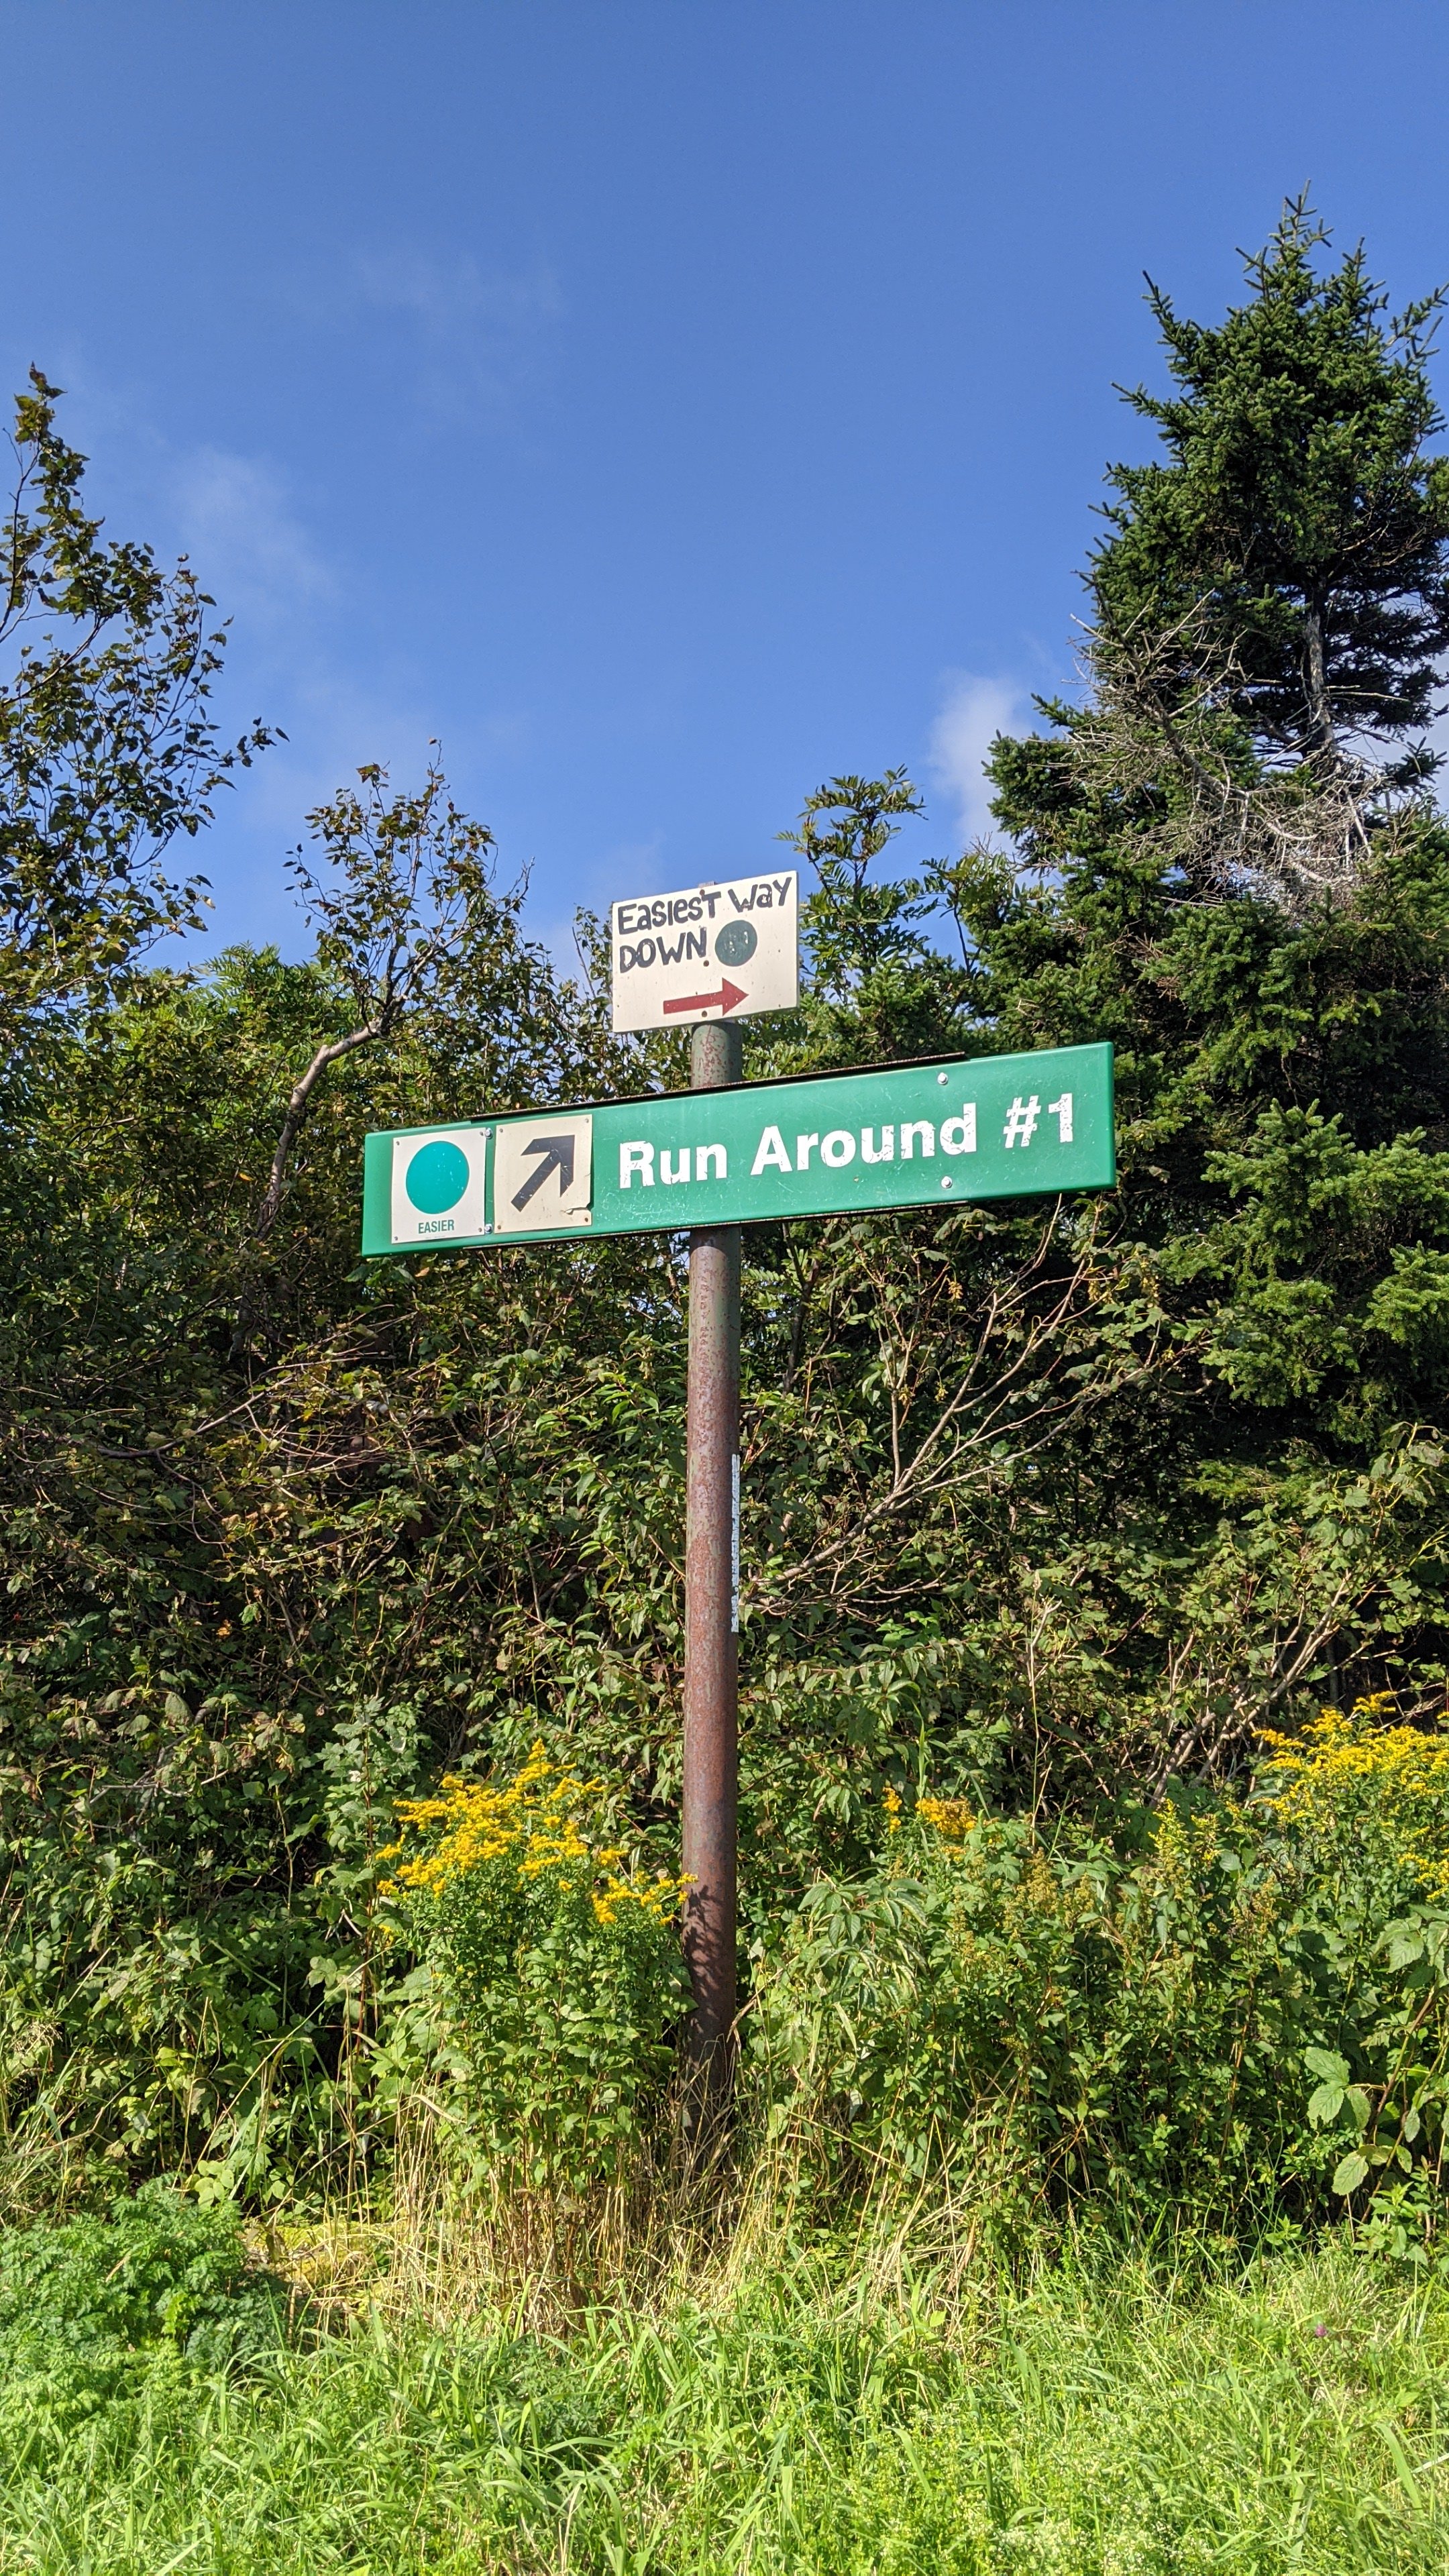 EasiesT Way
DOWN
EASIER
Run Around #1